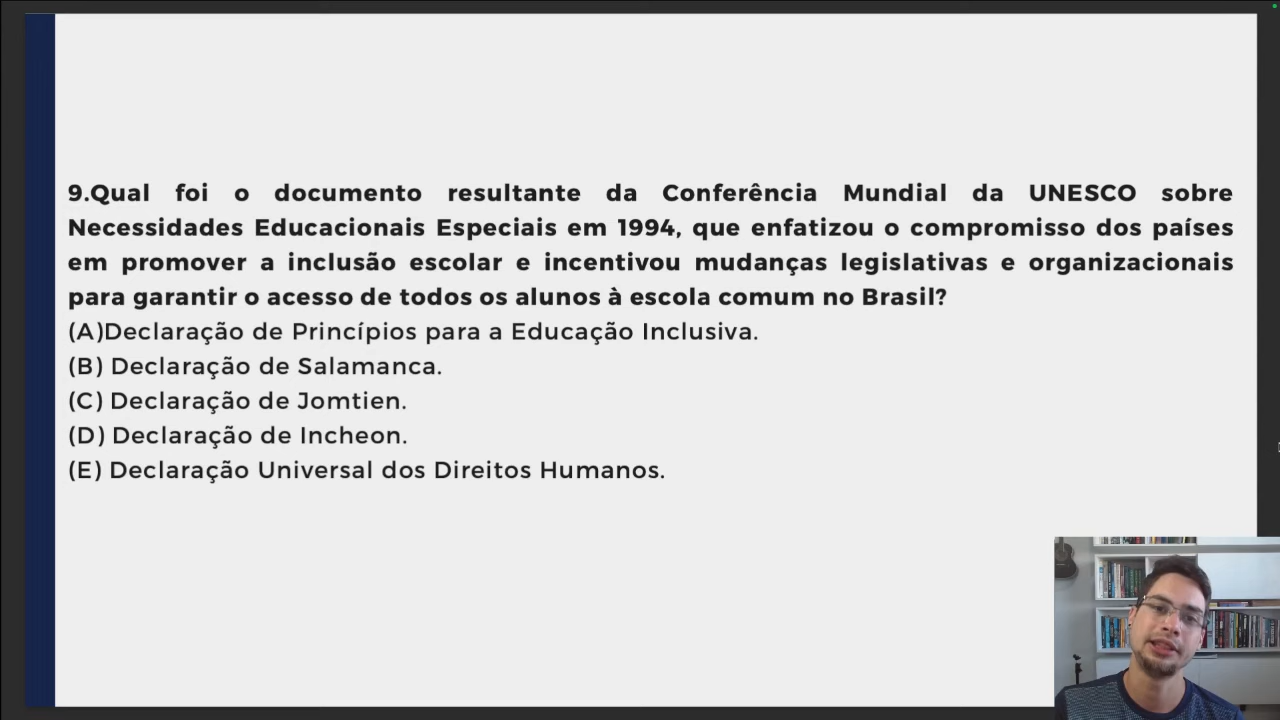 9.Qual foi o documento resultante da Conferência Mundial da UNESCO sobre
Necessidades Educacionais Especiais em 1994, que enfatizou o compromisso dos países
em promover a inclusão escolar e incentivou mudanças legislativas e organizacionais
para garantir o acesso de todos os alunos à escola comum no Brasil?
(A)Declaração de Princípios para a Educação Inclusiva.
(B) Declaração de Salamanca.
(C) Declaração de Jomtien.
(D) Declaração de Incheon.
(E) Declaração Universal dos Direitos Humanos.